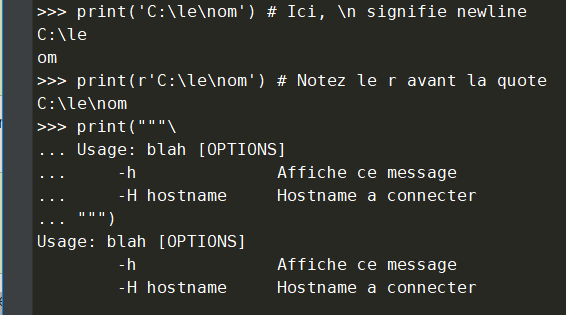 >>> print('C:\le\nom') # Ici, \n signifie newline
C:\le
om
>>> print(r'C:\le\nom') # Notez le r avant la quote
C:\le\nom
>>> print("""\
... Usage: blah [OPTIONS]
...     -h              Affiche ce message
...     -H hostname     Hostname a connecter
... """)
Usage: blah [OPTIONS]
        -h              Affiche ce message
        -H hostname     Hostname a connecter